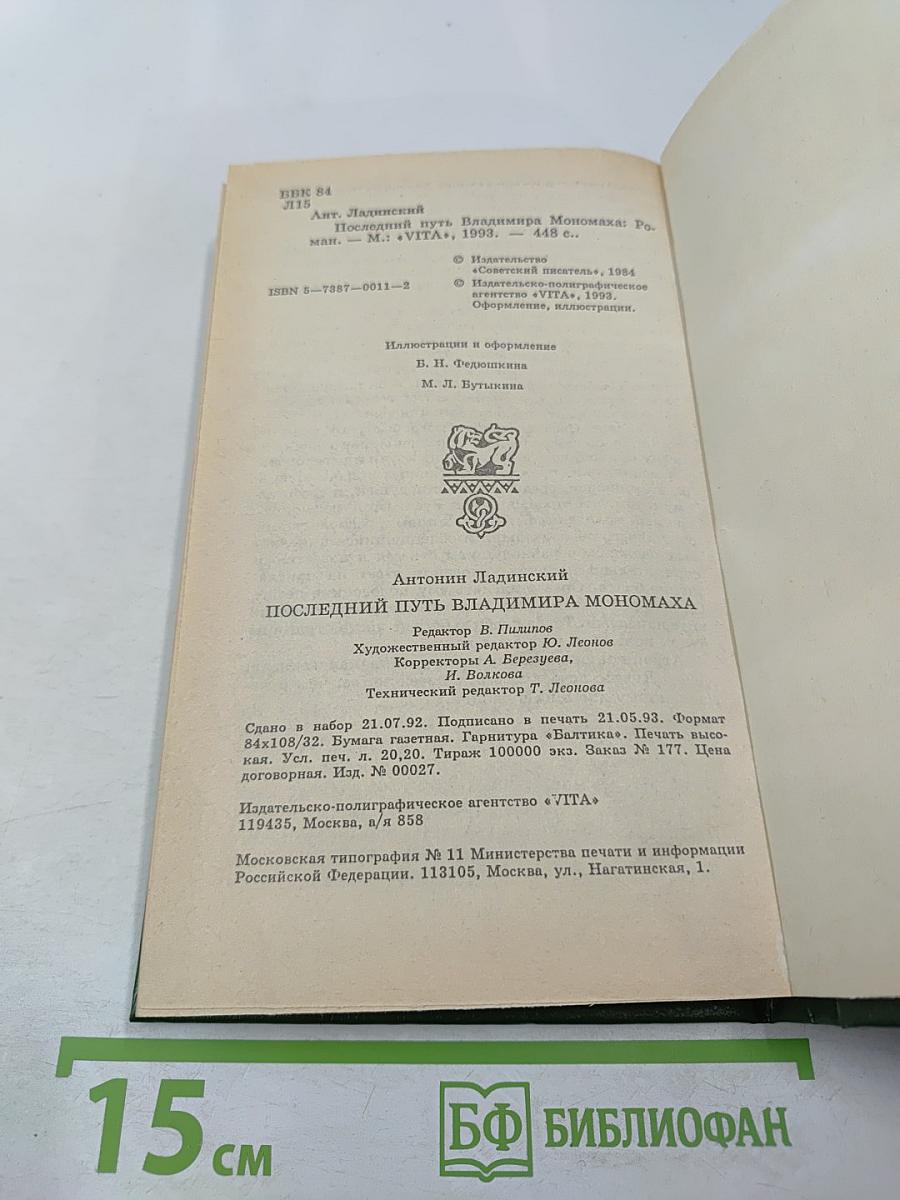 ББК 84
Л15
Ант. Ладинский
Последний путь Владимира Мономаха: Ро-
ман. — М.: «VITA», 1993. — 448 с..
© Издательство
«Советский писатель», 1984
ISBN 5—7387—0011—2
© Издательско-полиграфическое
агентство «VITA», 1993.
Оформление, иллюстрации.
Иллюстрации и оформление
Б. Н. Федюшкина
М. Л. Бутыкина
Антонин Ладинский
ПОСЛЕДНИЙ ПУТЬ ВЛАДИМИРА МОНОМАХА
Редактор В. Пилипов
Художественный редактор Ю. Леонов
Корректоры А. Березуева,
И. Волкова
Технический редактор Т. Леонова
Сдано в набор 21.07.92. Подписано в печать 21.05.93. Формат
84х108/32. Бумага газетная. Гарнитура «Балтика». Печать высо-
кая. Усл. печ. л. 20,20. Тираж 100000 экз. Заказ № 177. Цена
договорная. Изд. № 00027.
Издательско-полиграфическое агентство «VITA»
119435, Москва, а/я 858
Московская типография № 11 Министерства печати и информации
Российской Федерации. 113105, Москва, ул., Нагатинская, 1.
15 см
БФ БИБЛИОФАН